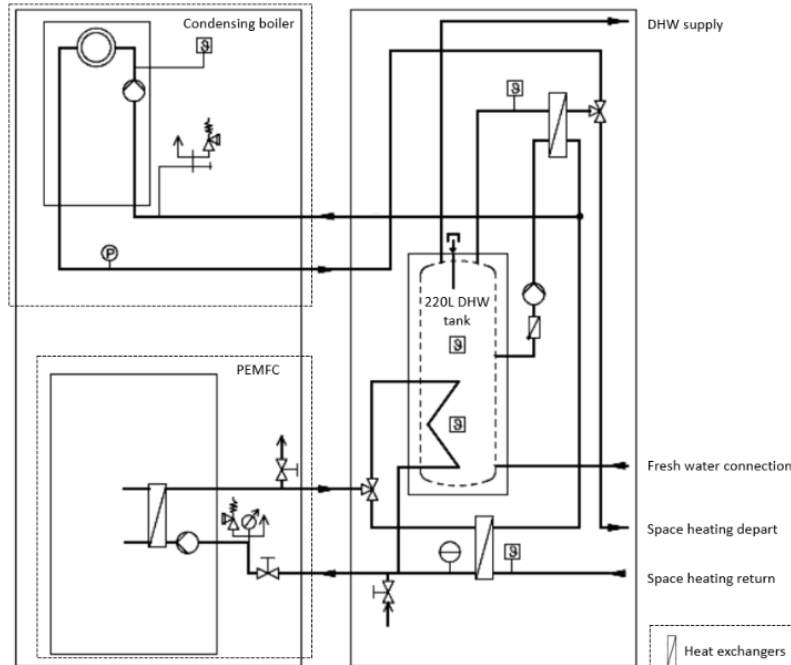 Condensing boiler
DHW supply
ϑ
ϑ
P
220L DHW
tank
ϑ
PEMFC
ϑ
Fresh water connection
Space heating depart
ϑ
Space heating return
Heat exchangers